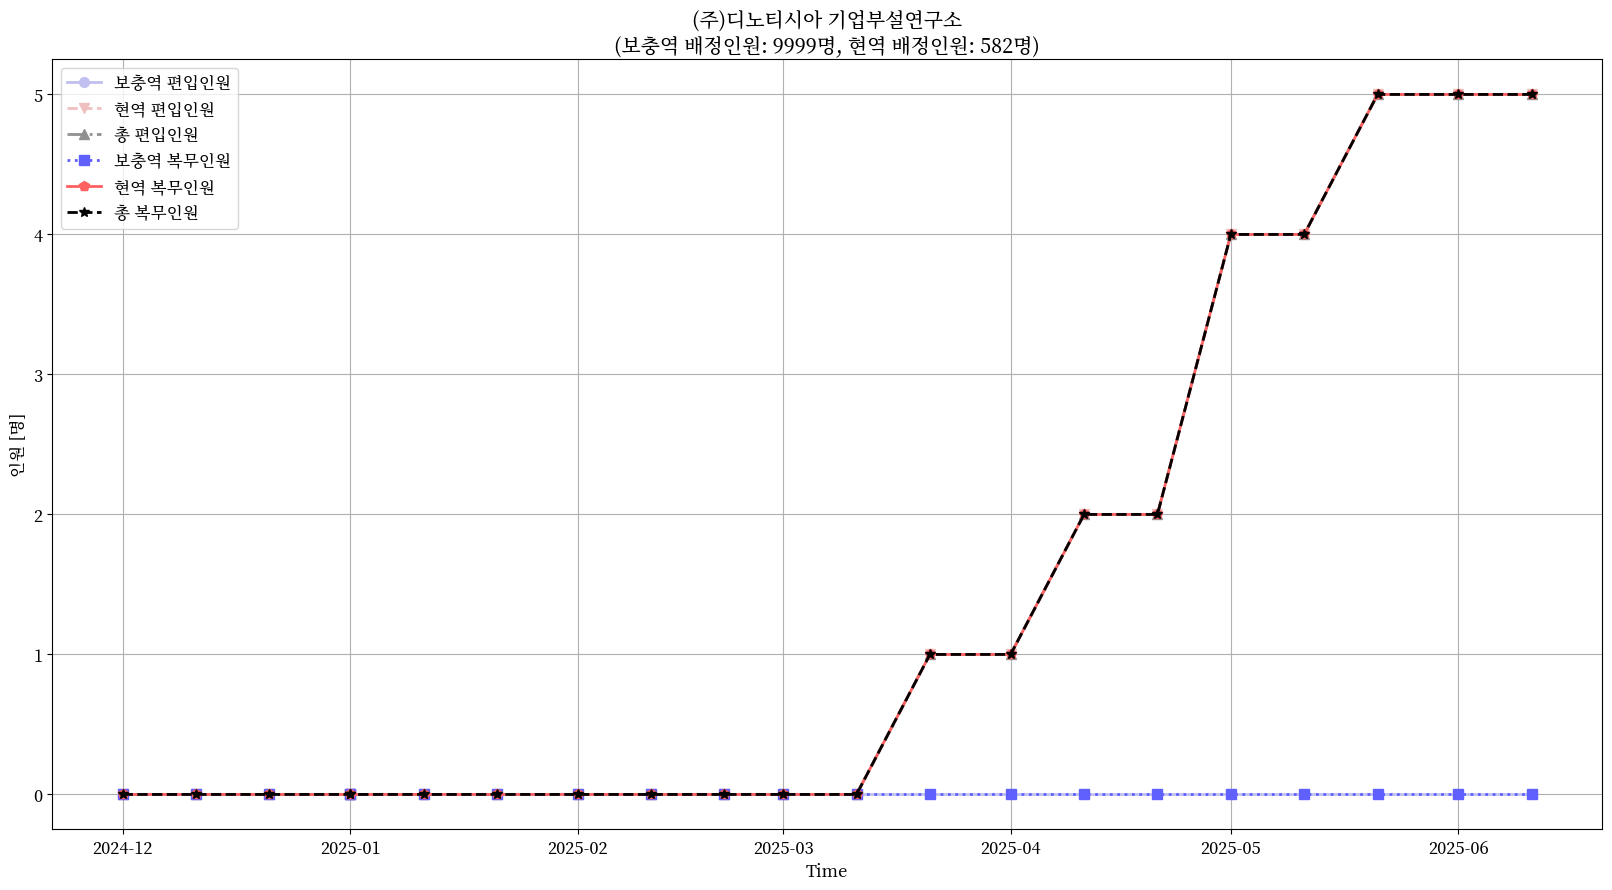 (주)디노티시아 기업부설연구소
(보충역 배정인원: 9999명, 현역 배정인원: 582명)
보충역 편입인원
현역 편입인원
총 편입인원
보충역 복무인원
현역 복무인원
총 복무인원
5
4
3
2
1
0
인원 [명]
2024-12
2025-01
2025-02
2025-03
2025-04
2025-05
2025-06
Time